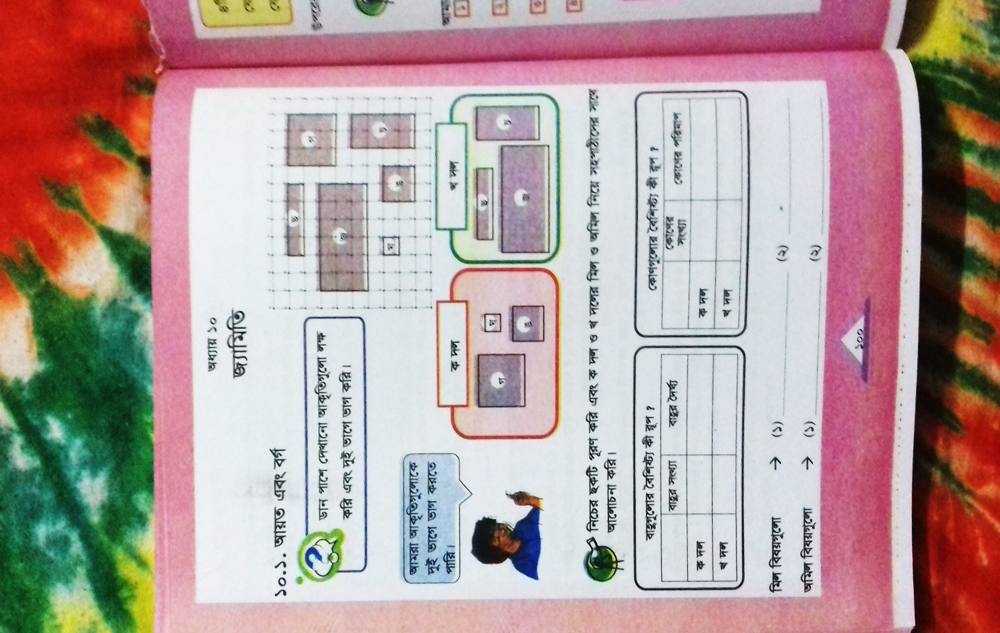 অধ্যায় ১০
জ্যামিতি
১০.১. আয়ত এবং বর্গ
?
ডান পাশে দেখানো আকৃতিগুলো লক্ষ
করি এবং দুই ভাগে ভাগ করি।
ছ
গ
জ
চ
ঘ
ঙ
আমরা আকৃতিগুলোকে
দুই ভাগে ভাগ করতে
পারি।
ক দল
গ
ঘ
ঙ
খ দল
ছ
চ
জ
নিচের ছকটি পূরণ করি এবং ক দল ও খ দলের মিল ও অমিল নিয়ে সহপাঠীদের সাথে
আলোচনা করি।
বাহুগুলোর বৈশিষ্ট্য কী রূপ ?
বাহুর সংখ্যা বাহুর দৈর্ঘ্য
ক দল
খ দল
কোণগুলোর বৈশিষ্ট্য কী রূপ ?
কোণের সংখ্যা কোণের পরিমাপ
ক দল
খ দল
মিল বিষয়গুলো → (১) (২)
অমিল বিষয়গুলো → (১) (২)
১০০